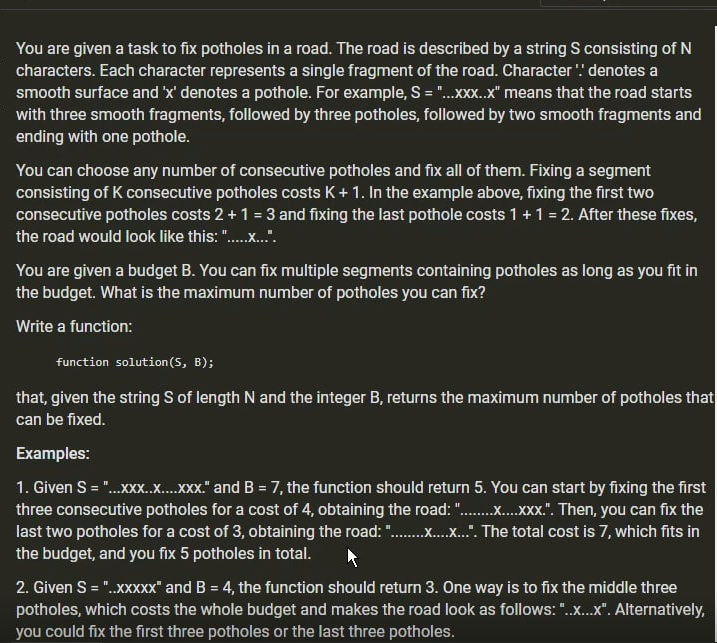 You are given a task to fix potholes in a road. The road is described by a string S consisting of N
characters. Each character represents a single fragment of the road. Character '.' denotes a
smooth surface and 'x' denotes a pothole. For example, S = "...xxx..x" means that the road starts
with three smooth fragments, followed by three potholes, followed by two smooth fragments and
ending with one pothole.
You can choose any number of consecutive potholes and fix all of them. Fixing a segment
consisting of K consecutive potholes costs K + 1. In the example above, fixing the first two
consecutive potholes costs 2 + 1 = 3 and fixing the last pothole costs 1 + 1 = 2. After these fixes,
the road would look like this: ".....x...".
You are given a budget B. You can fix multiple segments containing potholes as long as you fit in
the budget. What is the maximum number of potholes you can fix?
Write a function:
function solution(S, B);
that, given the string S of length N and the integer B, returns the maximum number of potholes that
can be fixed.
Examples:
1. Given S = "...xxx..x....xxx." and B = 7, the function should return 5. You can start by fixing the first
three consecutive potholes for a cost of 4, obtaining the road: "........x....xxx.". Then, you can fix the
last two potholes for a cost of 3, obtaining the road: "........x....x...". The total cost is 7, which fits in
the budget, and you fix 5 potholes in total.
2. Given S = "..xxxxx" and B = 4, the function should return 3. One way is to fix the middle three
potholes, which costs the whole budget and makes the road look as follows: "..x...x". Alternatively,
you could fix the first three potholes or the last three potholes.